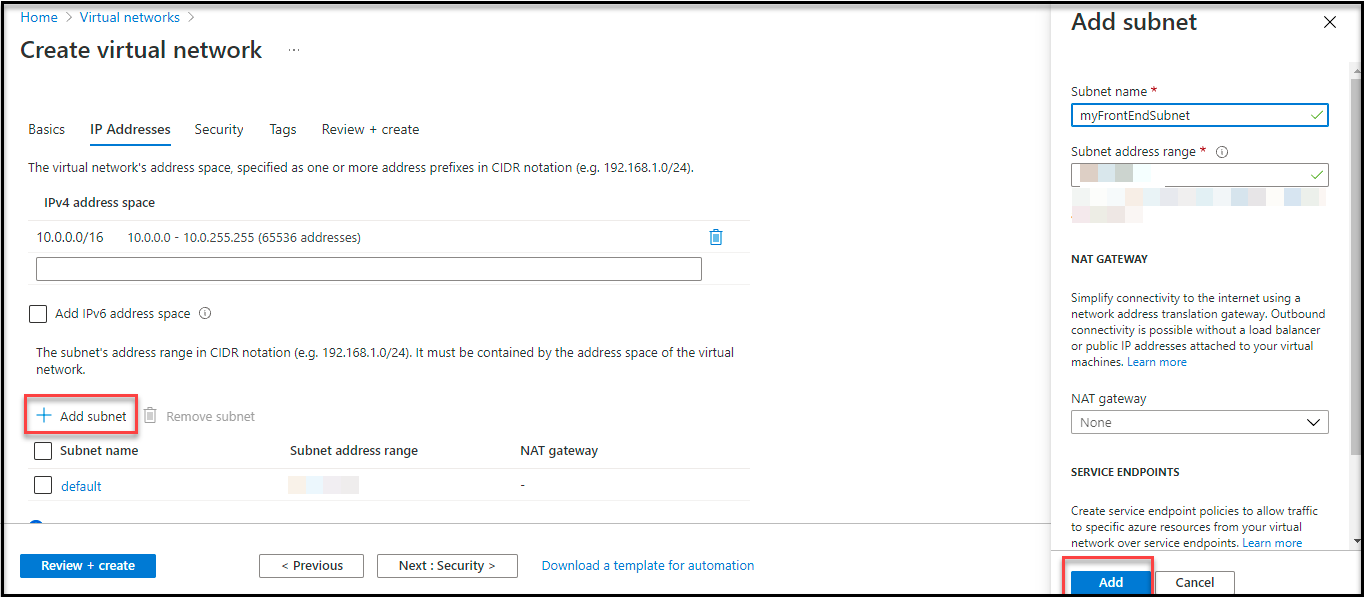 Home > Virtual networks >
Create virtual network ...
Basics IP Addresses Security Tags Review + create
The virtual network's address space, specified as one or more address prefixes in CIDR notation (e.g. 192.168.1.0/24).
IPv4 address space
10.0.0.0/16 10.0.0.0 - 10.0.255.255 (65536 addresses)
Add IPv6 address space
The subnet's address range in CIDR notation (e.g. 192.168.1.0/24). It must be contained by the address space of the virtual
network.
+ Add subnet Remove subnet
Subnet name Subnet address range NAT gateway
default -
Review + create < Previous Next : Security > Download a template for automation
Add subnet
Subnet name *
myFrontEndSubnet
Subnet address range *
NAT GATEWAY
Simplify connectivity to the internet using a
network address translation gateway. Outbound
connectivity is possible without a load balancer
or public IP addresses attached to your virtual
machines. Learn more
NAT gateway
None
SERVICE ENDPOINTS
Create service endpoint policies to allow traffic
to specific azure resources from your virtual
network over service endpoints. Learn more
Add Cancel